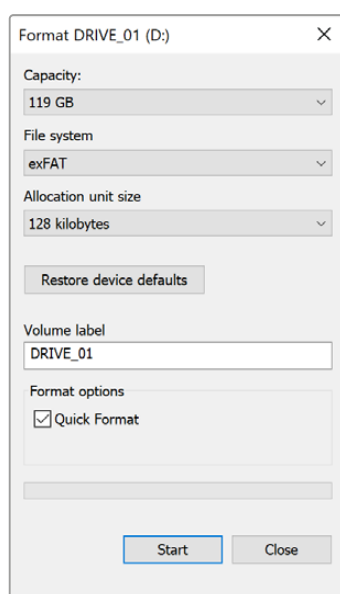 Format DRIVE_01 (D:)
Capacity:
119 GB
File system
exFAT
Allocation unit size
128 kilobytes
Restore device defaults
Volume label
DRIVE_01
Format options
Quick Format
Start Close